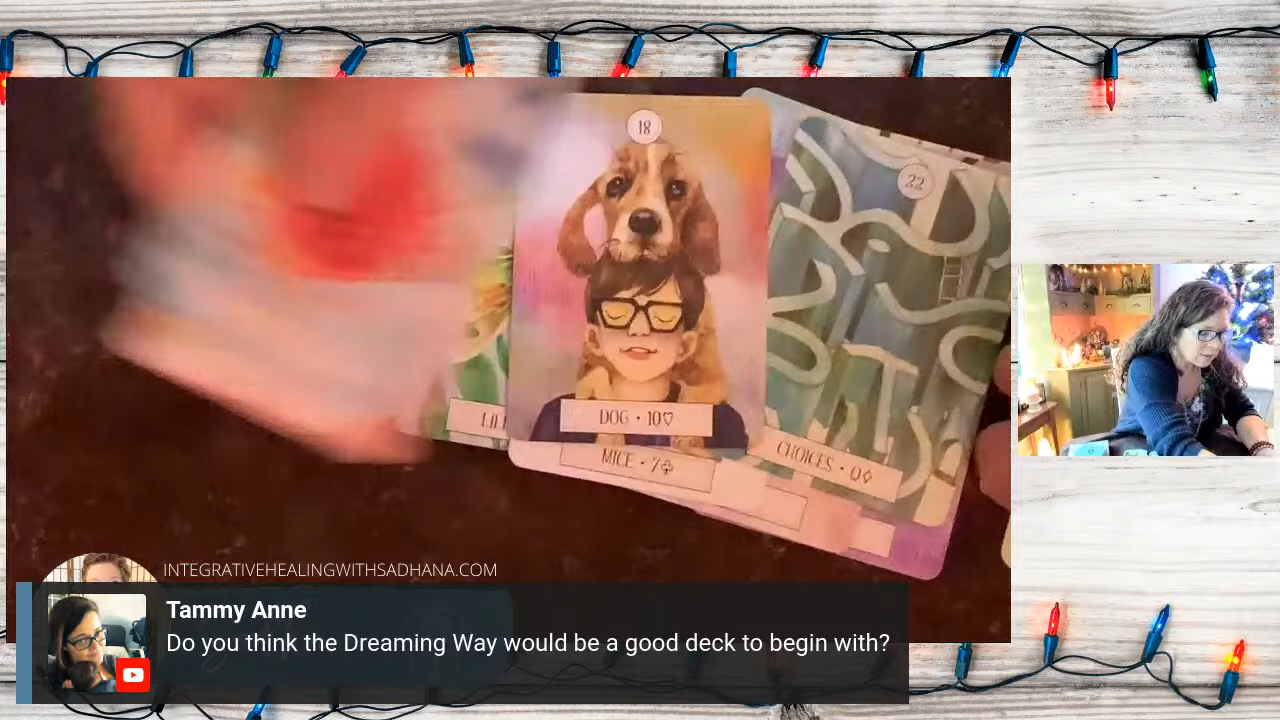 18
22
LIL
DOG • 10♡
MICE • 7♧
CHOICES • 0♢
INTEGRATIVEHEALINGWITHSADHANA.COM
Tammy Anne
Do you think the Dreaming Way would be a good deck to begin with?